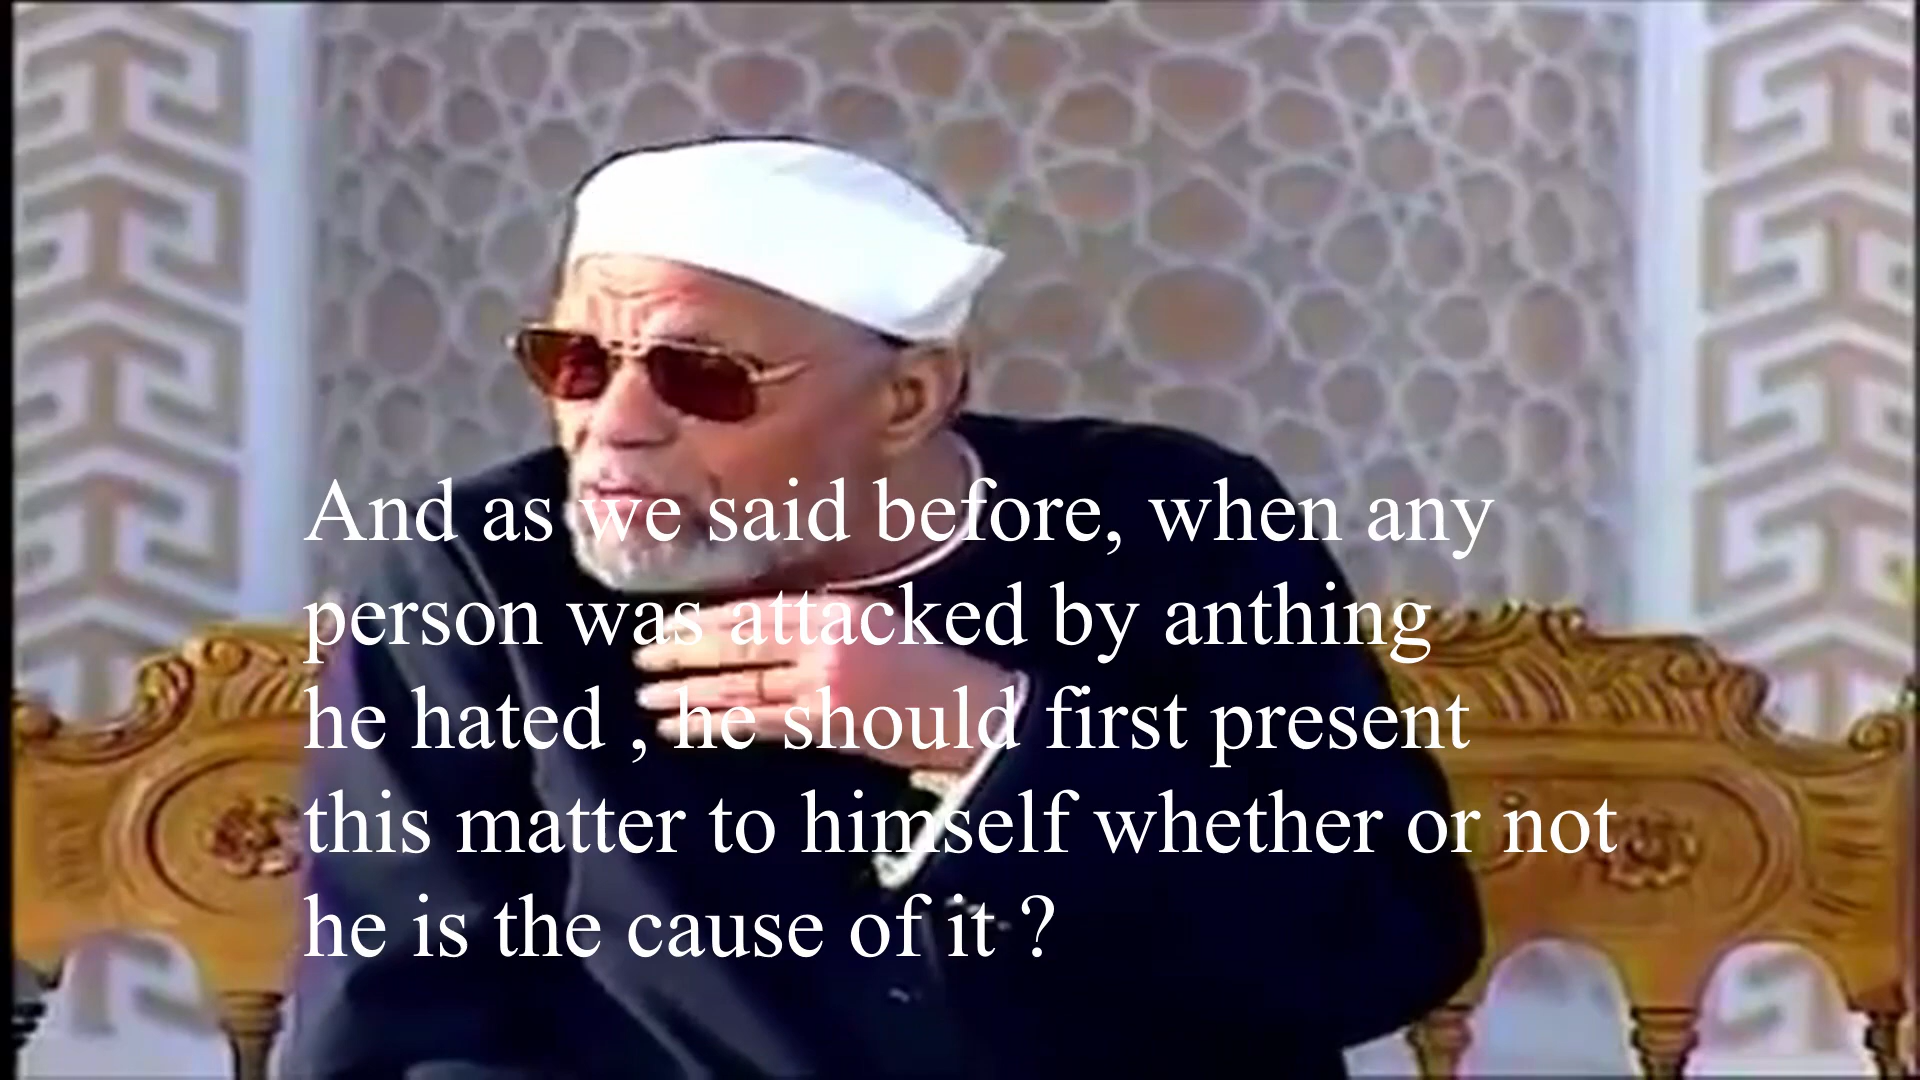 And as we said before, when any
person was attacked by anthing
he hated , he should first present
this matter to himself whether or not
he is the cause of it ?